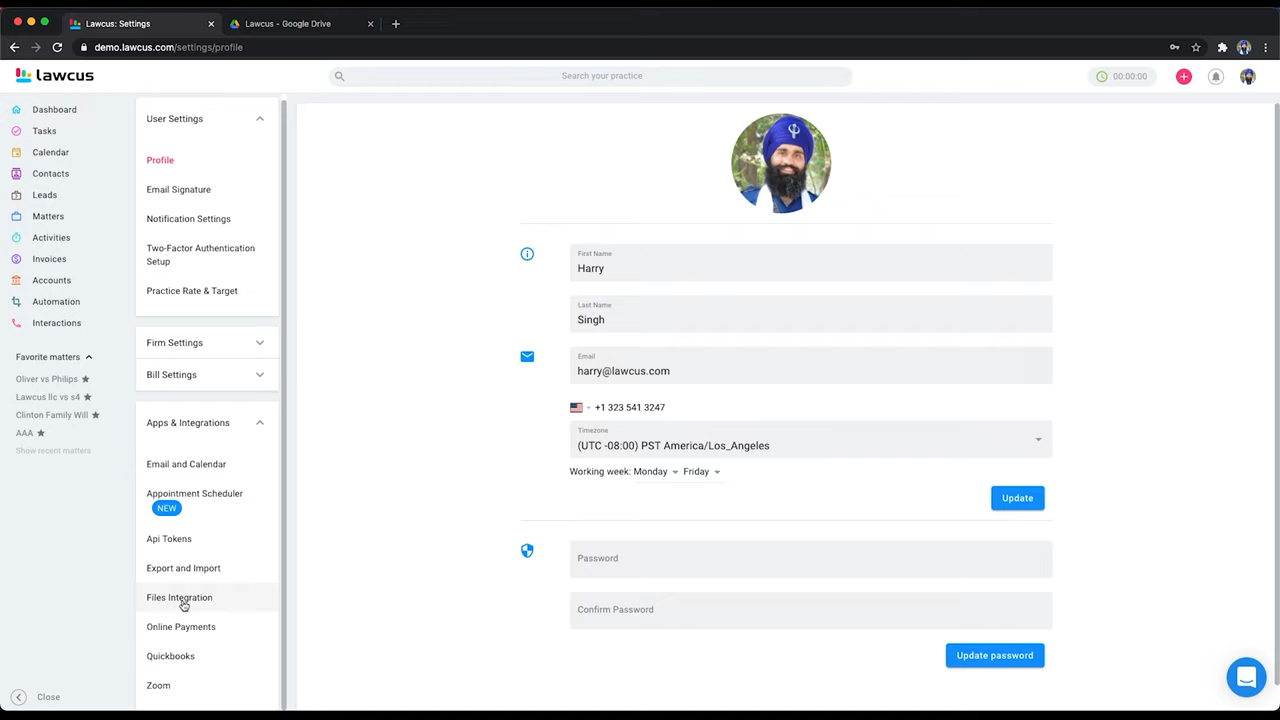 Lawcus: Settings
Lawcus - Google Drive
demo.lawcus.com/settings/profile
lawcus
Search your practice
00:00:00
Dashboard
Tasks
Calendar
Contacts
Leads
Matters
Activities
Invoices
Accounts
Automation
Interactions
Favorite matters
Oliver vs Philips
Lawcus llc vs s4
Clinton Family Will
AAA
Show recent matters
Close
User Settings
Profile
Email Signature
Notification Settings
Two-Factor Authentication
Setup
Practice Rate & Target
Firm Settings
Bill Settings
Apps & Integrations
Email and Calendar
Appointment Scheduler
NEW
Api Tokens
Export and Import
Files Integration
Online Payments
Quickbooks
Zoom
First Name
Harry
Last Name
Singh
Email
harry@lawcus.com
+1 323 541 3247
Timezone
(UTC -08:00) PST America/Los_Angeles
Working week: Monday Friday
Update
Password
Confirm Password
Update password